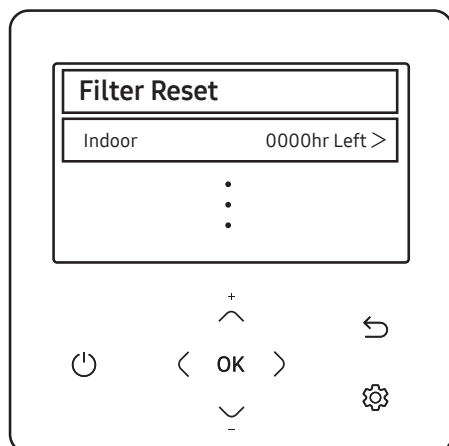 Filter Reset
Indoor 0000hr Left >
+
OK
–